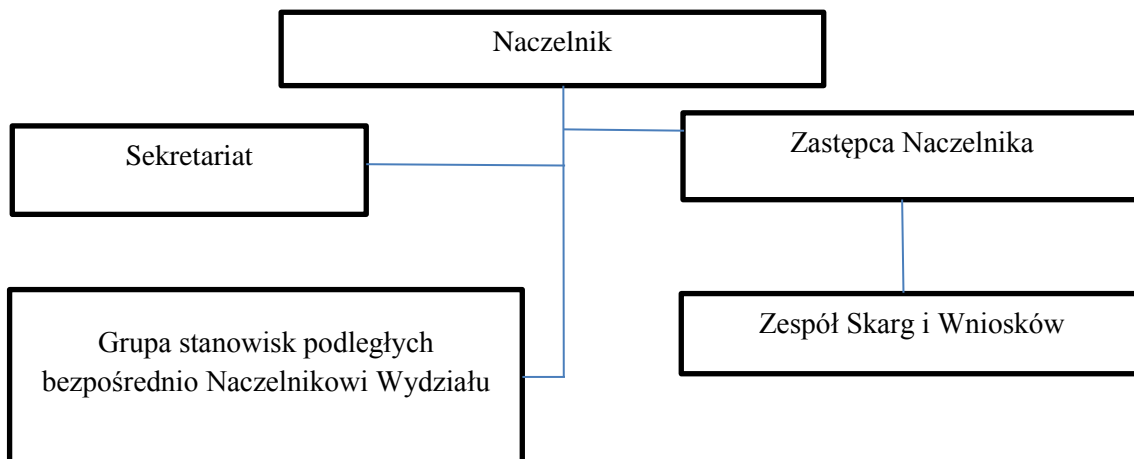 Naczelnik
Sekretariat
Zastępca Naczelnika
Grupa stanowisk podległych
bezpośrednio Naczelnikowi Wydziału
Zespół Skarg i Wniosków